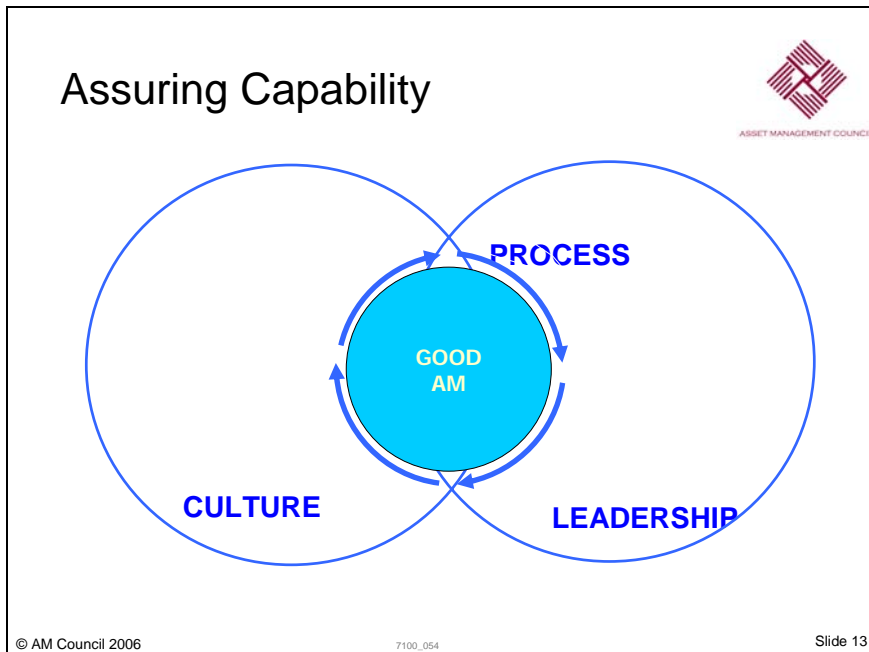 Assuring Capability
ASSET MANAGEMENT COUNCIL
PROCESS
GOOD
AM
CULTURE
LEADERSHIP
© AM Council 2006
7100_054
Slide 13